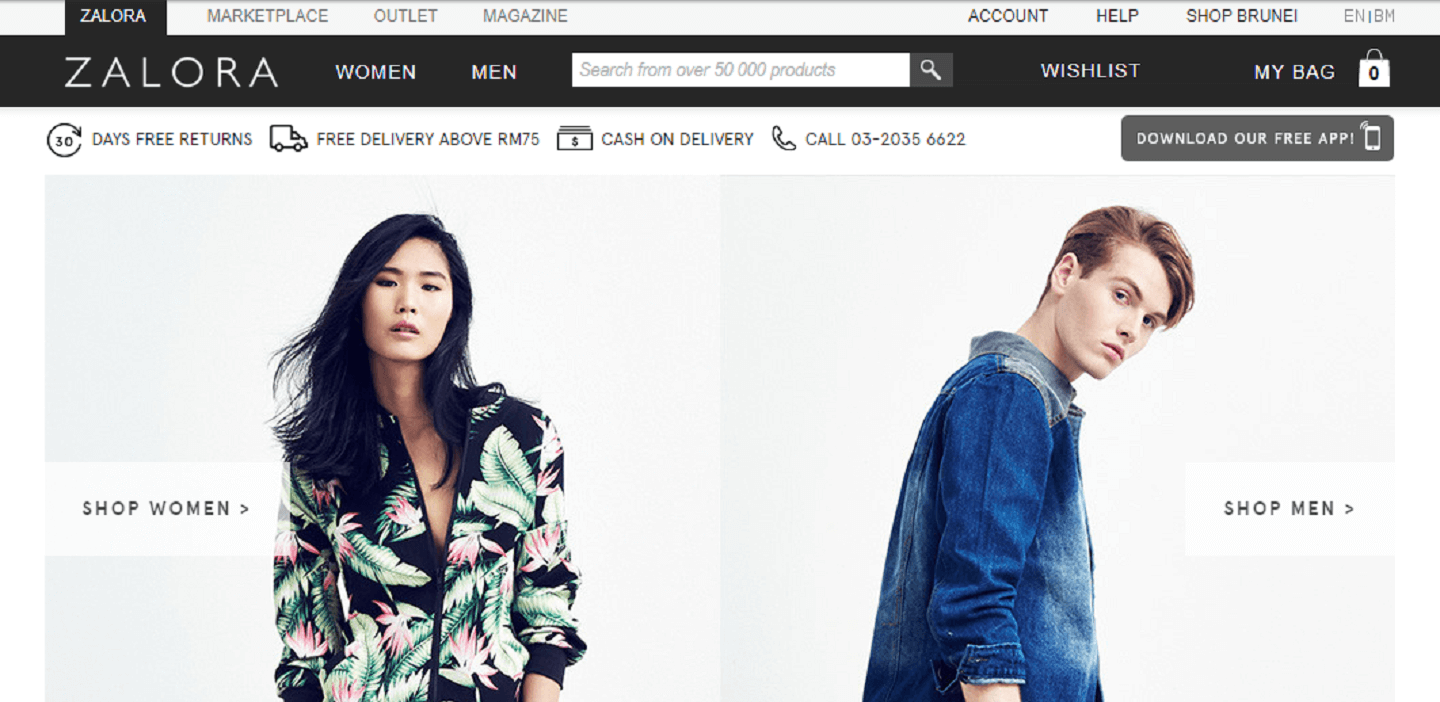 ZALORA MARKETPLACE OUTLET MAGAZINE ACCOUNT HELP SHOP BRUNEI EN|BM
ZALORA WOMEN MEN Search from over 50 000 products WISHLIST MY BAG 0
30 DAYS FREE RETURNS FREE DELIVERY ABOVE RM75 $ CASH ON DELIVERY CALL 03-2035 6622 DOWNLOAD OUR FREE APP!
SHOP WOMEN > SHOP MEN >